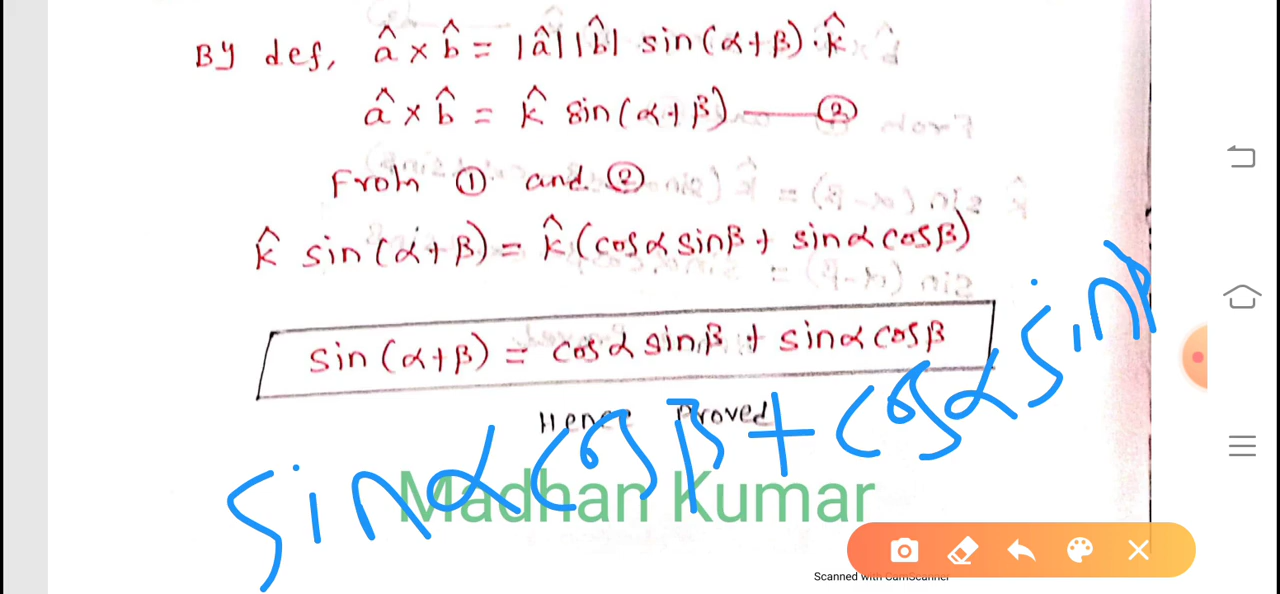 By def, â × b̂ = |â||b̂| sin(α+β)·k̂
â × b̂ = k̂ sin(α+β) —— ②
From ① and ②
k̂ sin(α+β) = k̂ (cosα sinβ + sinα cosβ)
sin(α+β) = cosα sinβ + sinα cosβ
Hence Proved
sinα cosβ + cosα sinβ
Madhan Kumar
Scanned with CamScanner